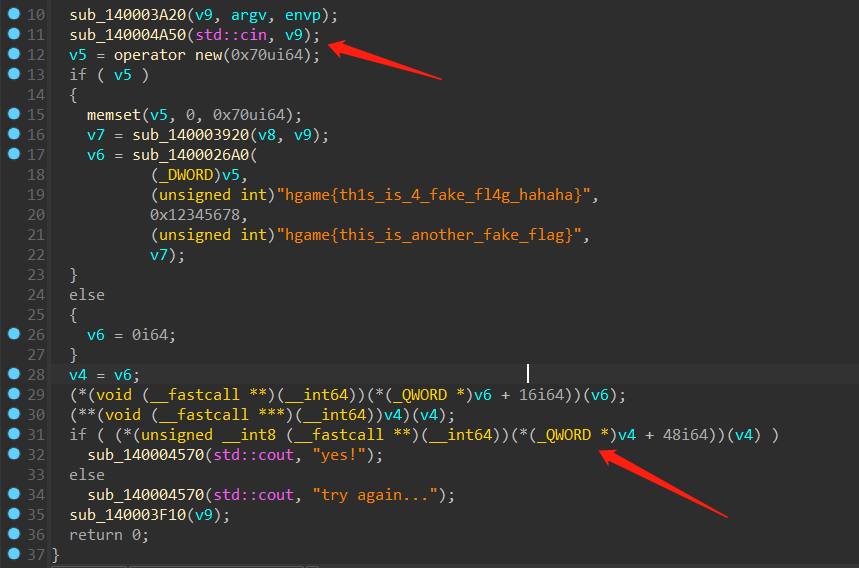 10 sub_140003A20(v9, argv, envp);
11 sub_140004A50(std::cin, v9);
12 v5 = operator new(0x70ui64);
13 if ( v5 )
14 {
15 memset(v5, 0, 0x70ui64);
16 v7 = sub_140003920(v8, v9);
17 v6 = sub_1400026A0(
18 (_DWORD)v5,
19 (unsigned int)"hgame{th1s_is_4_fake_fl4g_hahaha}",
20 0x12345678,
21 (unsigned int)"hgame{this_is_another_fake_flag}",
22 v7);
23 }
24 else
25 {
26 v6 = 0i64;
27 }
28 v4 = v6;
29 (*(void (__fastcall **)(__int64))(*(_QWORD *)v6 + 16i64))(v6);
30 (**(void (__fastcall ***)(__int64))v4)(v4);
31 if ( (*(unsigned __int8 (__fastcall **)(__int64))(*(_QWORD *)v4 + 48i64))(v4) )
32 sub_140004570(std::cout, "yes!");
33 else
34 sub_140004570(std::cout, "try again...");
35 sub_140003F10(v9);
36 return 0;
37 }